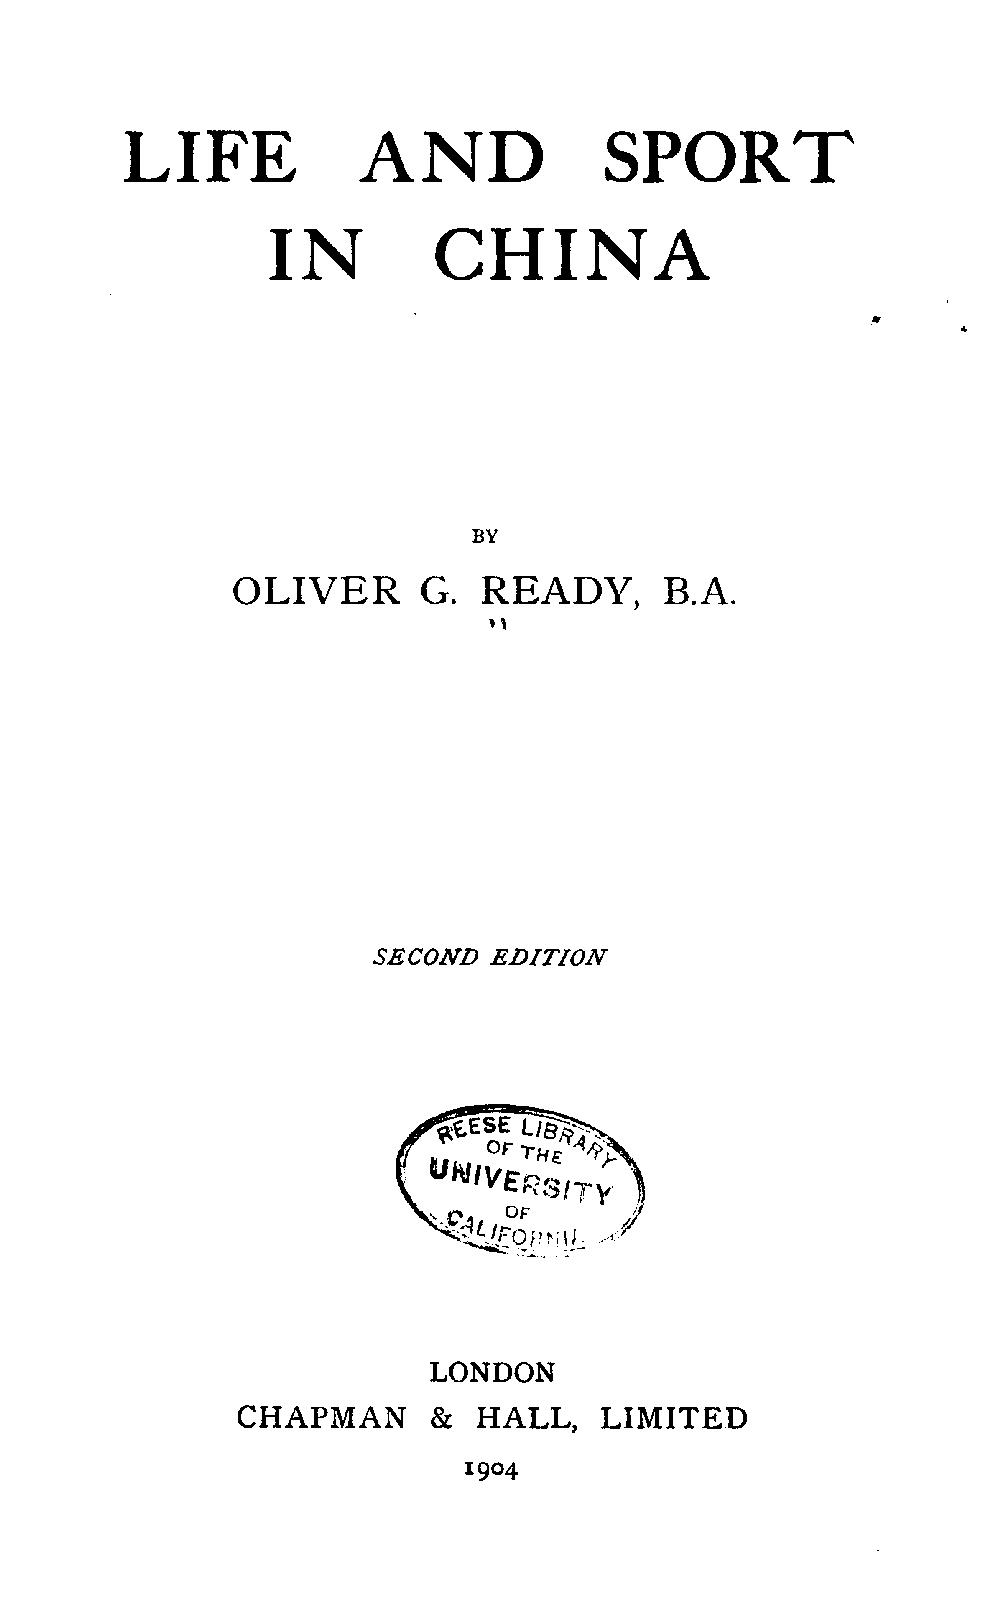 LIFE AND SPORT
IN CHINA
BY
OLIVER G. READY, B.A.
SECOND EDITION
REESE LIBRARY
OF THE
UNIVERSITY
OF
CALIFORNIA.
LONDON
CHAPMAN & HALL, LIMITED
1904